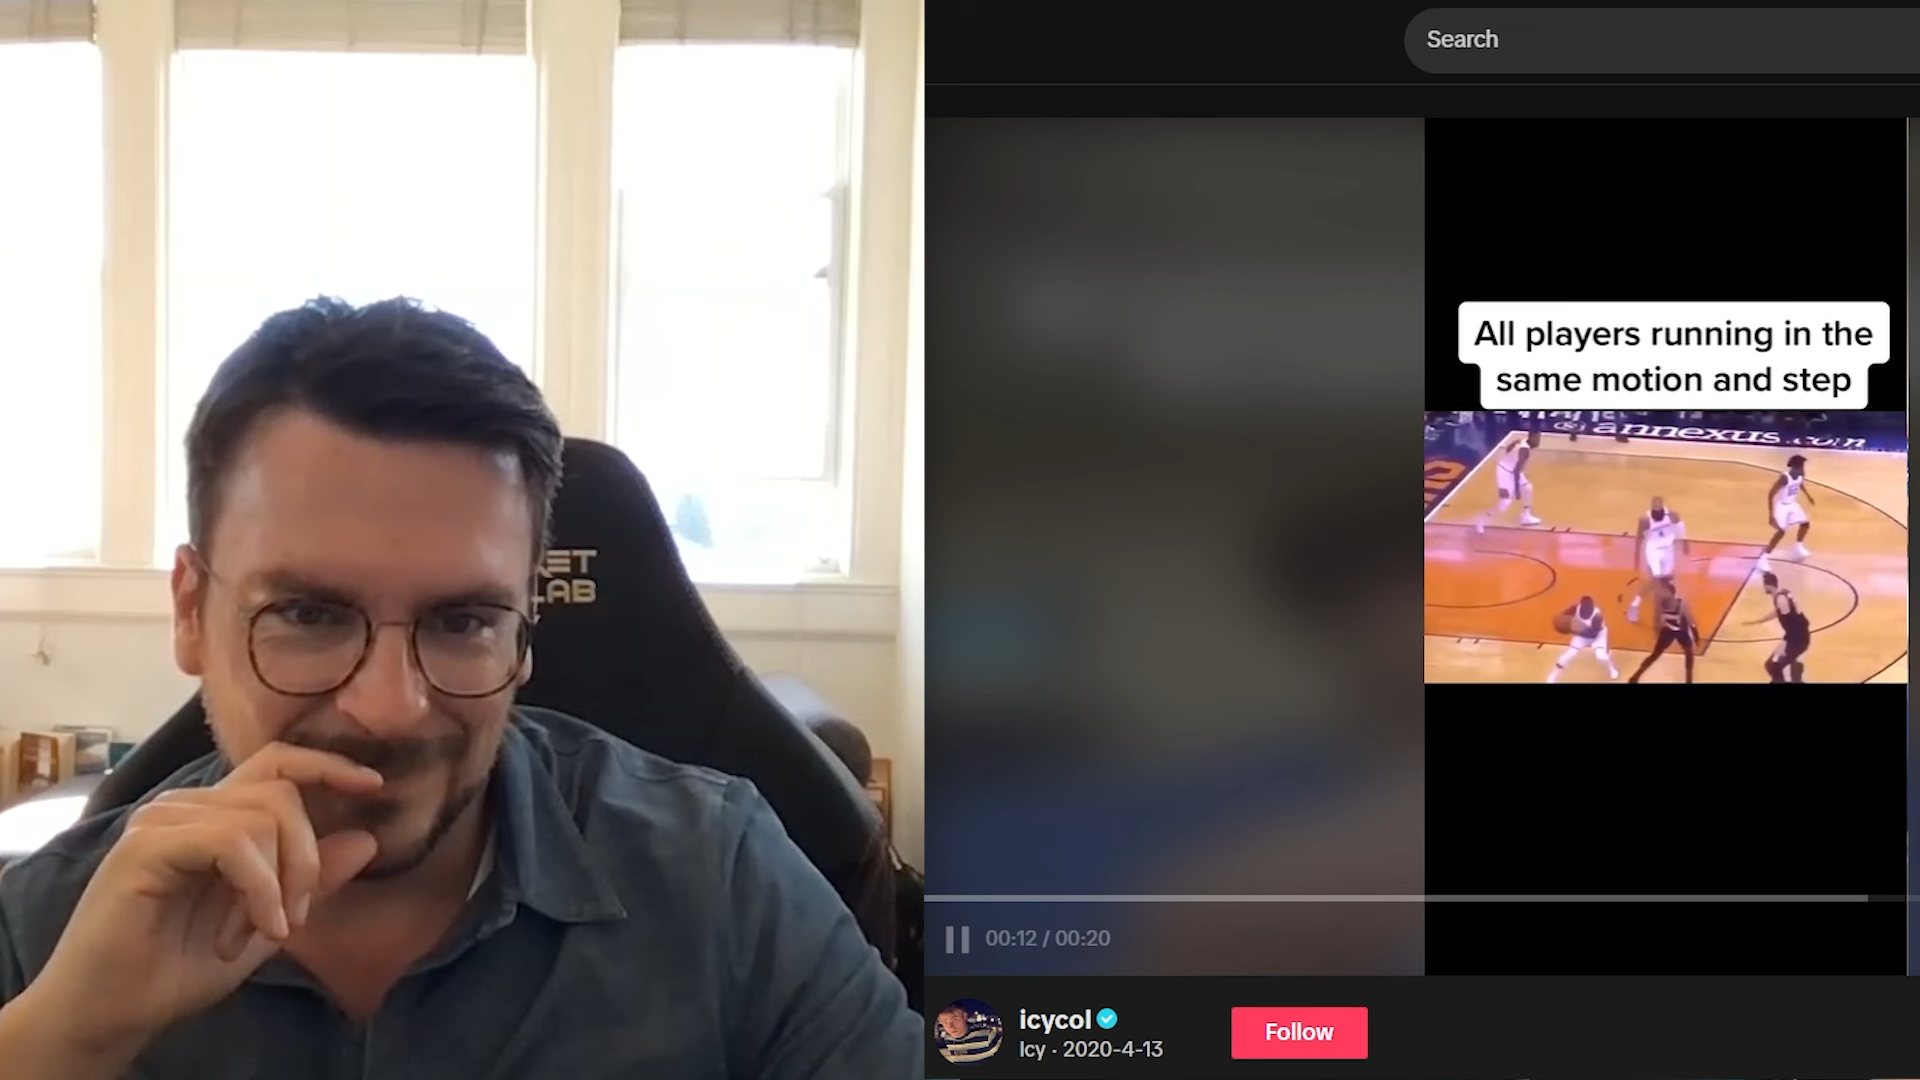 Search
All players running in the
same motion and step
annexus.com
LAB
00:12 / 00:20
icycol
Icy · 2020-4-13
Follow